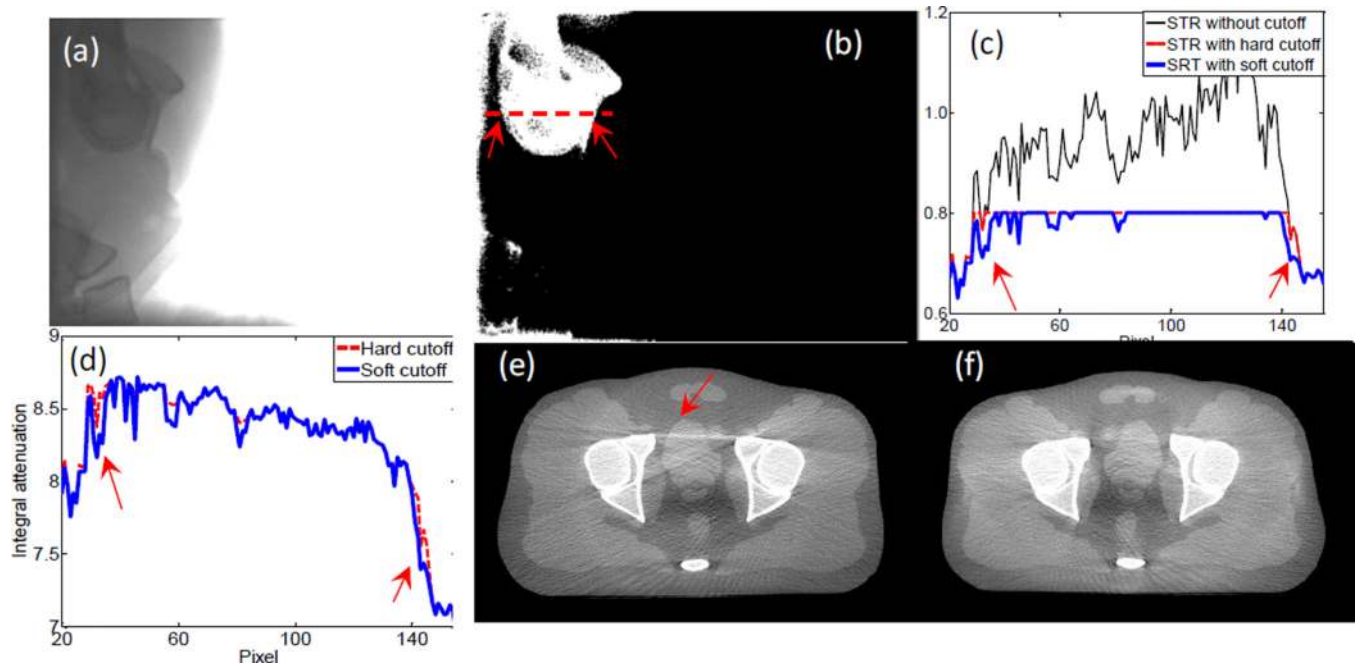 (a)
(b)
(c)
STR without cutoff
STR with hard cutoff
SRT with soft cutoff
1.2
1.0
0.8
0.6
20
60
100
140
Pixel
(d)
Hard cutoff
Soft cutoff
9
8.5
8
7.5
7
Integral attenuation
20
60
100
140
Pixel
(e)
(f)